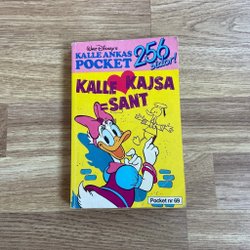 Walt Disney's
KALLE ANKAS
POCKET
256
sidor!
KALLE KAJSA
=SANT
Pocket nr 69